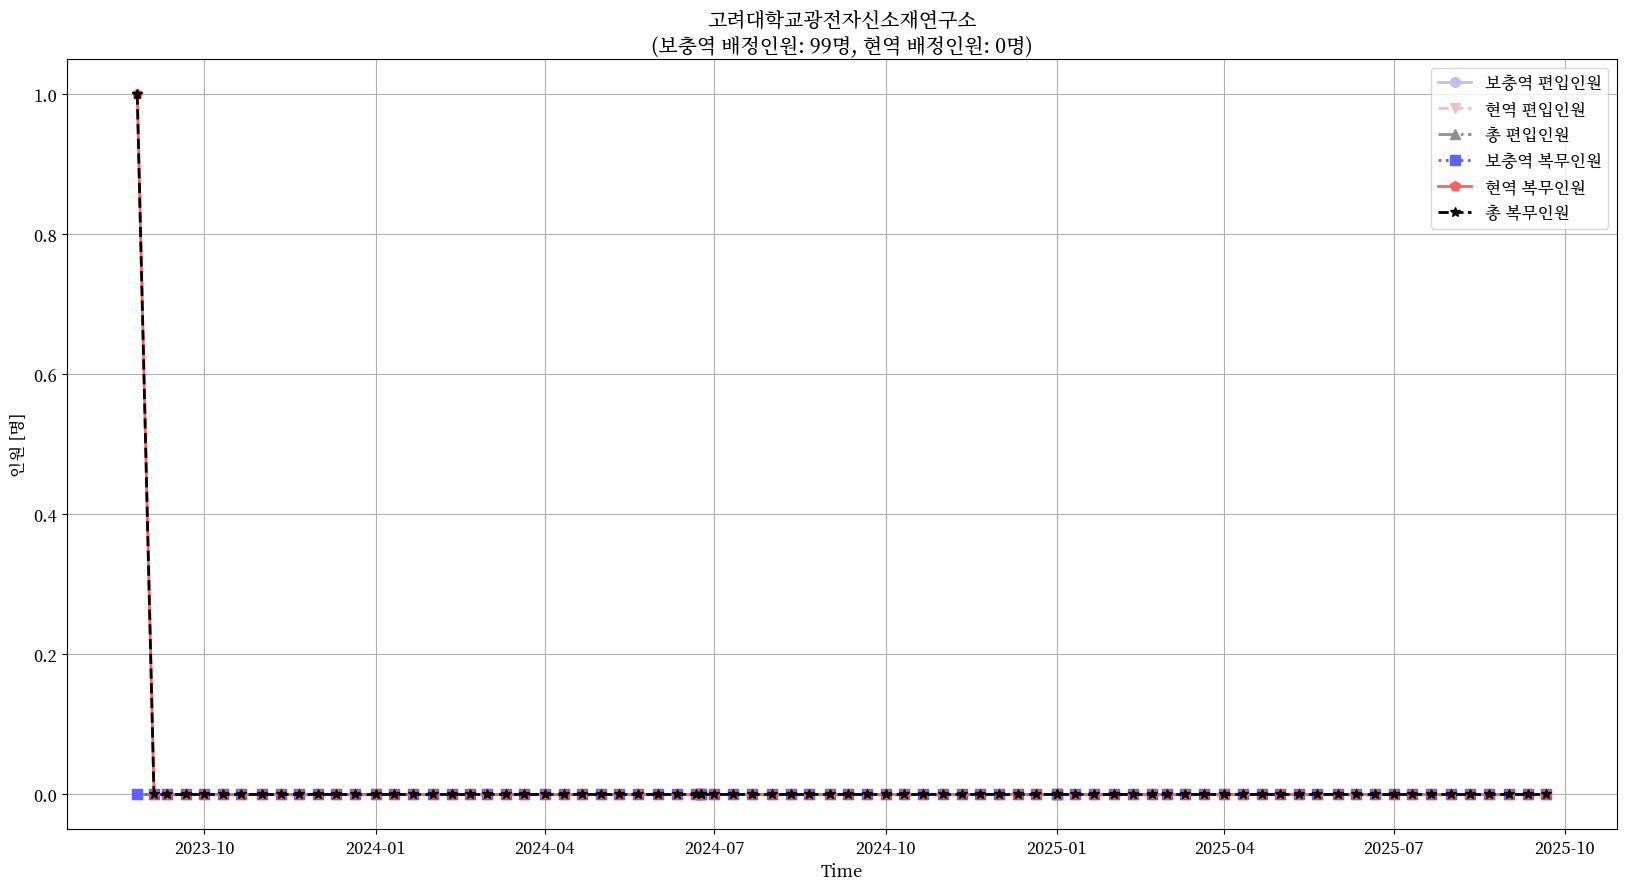 고려대학교광전자신소재연구소
(보충역 배정인원: 99명, 현역 배정인원: 0명)
보충역 편입인원
현역 편입인원
총 편입인원
보충역 복무인원
현역 복무인원
총 복무인원
1.0
0.8
0.6
0.4
0.2
0.0
인원 [명]
2023-10 2024-01 2024-04 2024-07 2024-10 2025-01 2025-04 2025-07 2025-10
Time